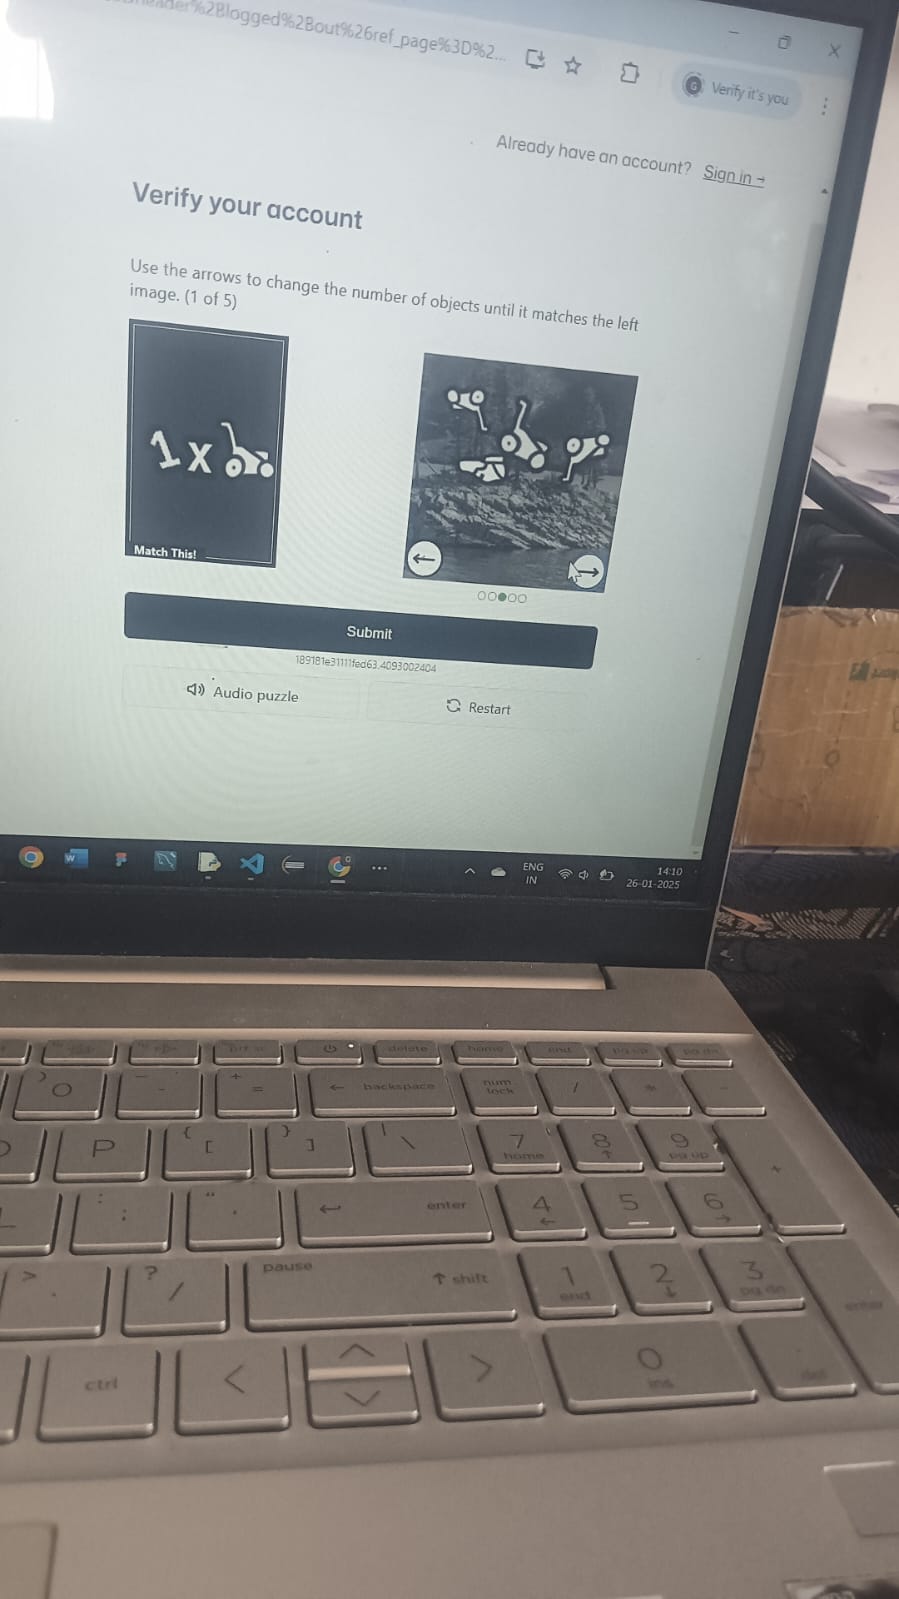 logged%2Bout%26ref_page%3D%2...
Verify it's you
Already have an account? Sign in →
Verify your account
Use the arrows to change the number of objects until it matches the left
image. (1 of 5)
1 x
Match This!
Submit
189181e31111fed63.4093002404
Audio puzzle
Restart
ENG
IN
14:10
26-01-2025
delete
home
end
backspace
num
lock
P
7
home
8
9
pg up
enter
4
5
6
pause
shift
1
end
2
3
pg dn
enter
ctrl
0
ins